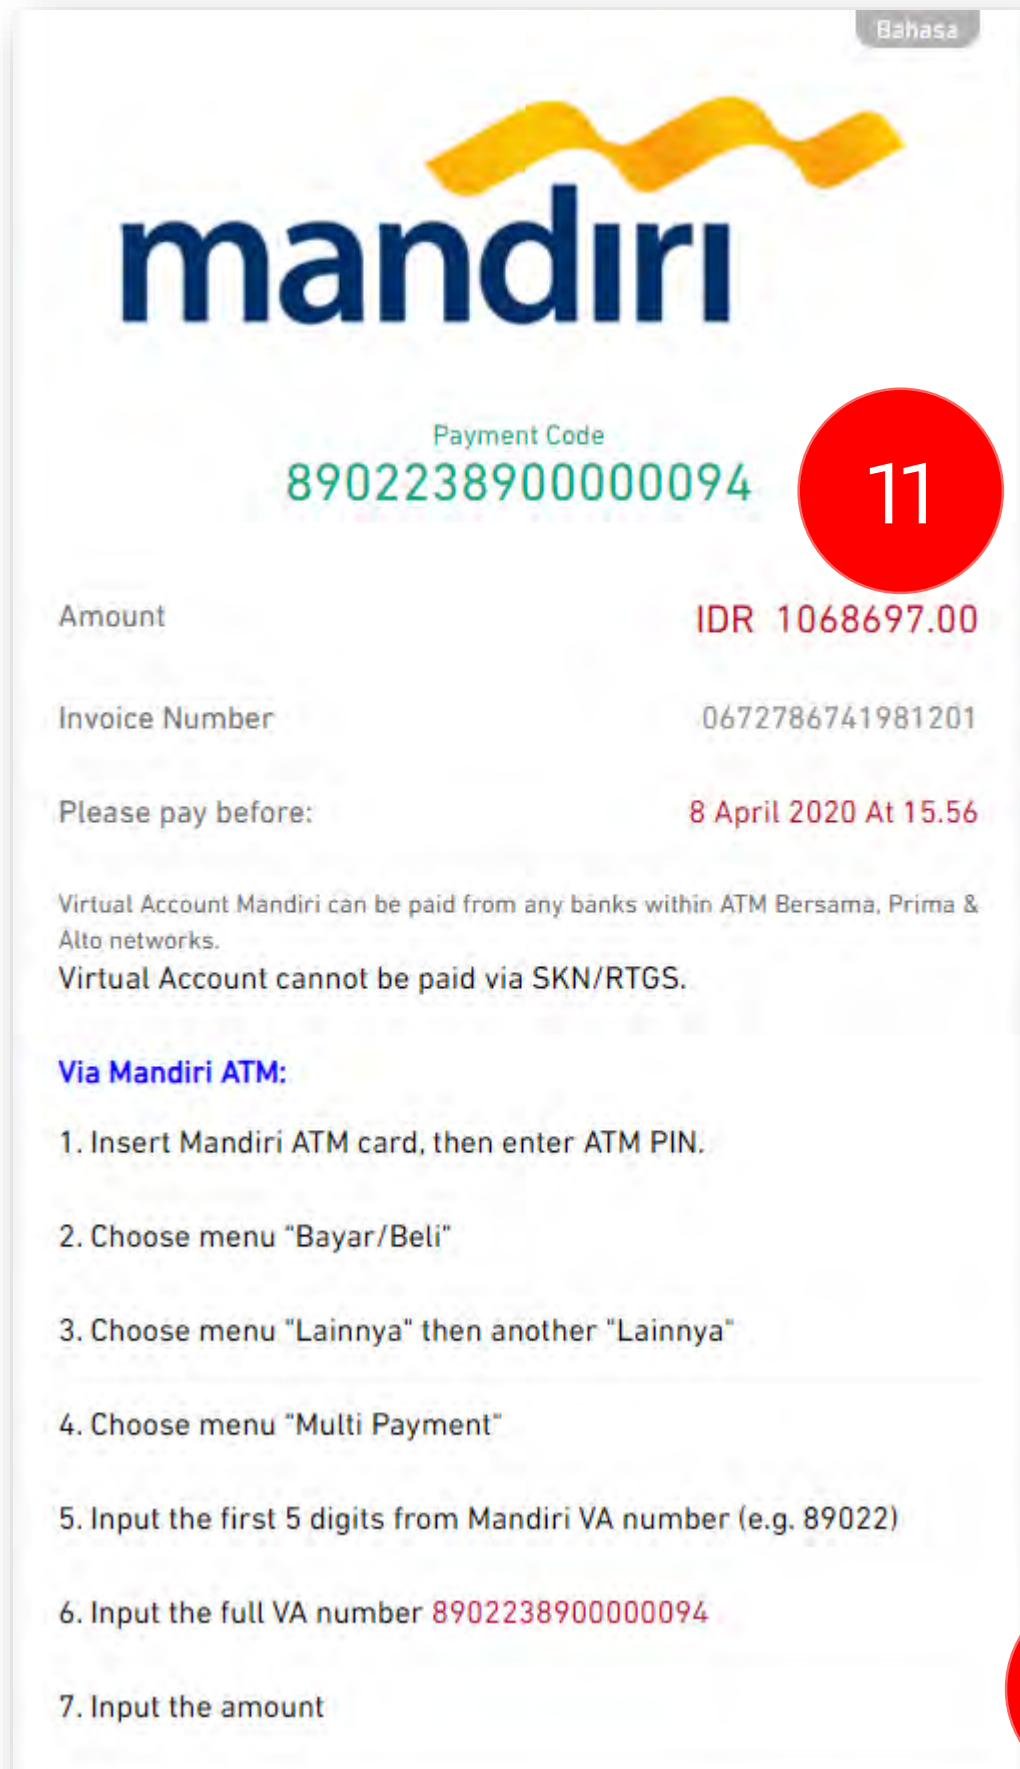 Bahasa
mandiri
Payment Code
8902238900000094
11
Amount
IDR 1068697.00
Invoice Number
0672786741981201
Please pay before:
8 April 2020 At 15.56
Virtual Account Mandiri can be paid from any banks within ATM Bersama, Prima &
Alto networks.
Virtual Account cannot be paid via SKN/RTGS.
Via Mandiri ATM:
1. Insert Mandiri ATM card, then enter ATM PIN.
2. Choose menu "Bayar/Beli"
3. Choose menu "Lainnya" then another "Lainnya"
4. Choose menu "Multi Payment"
5. Input the first 5 digits from Mandiri VA number (e.g. 89022)
6. Input the full VA number 8902238900000094
7. Input the amount